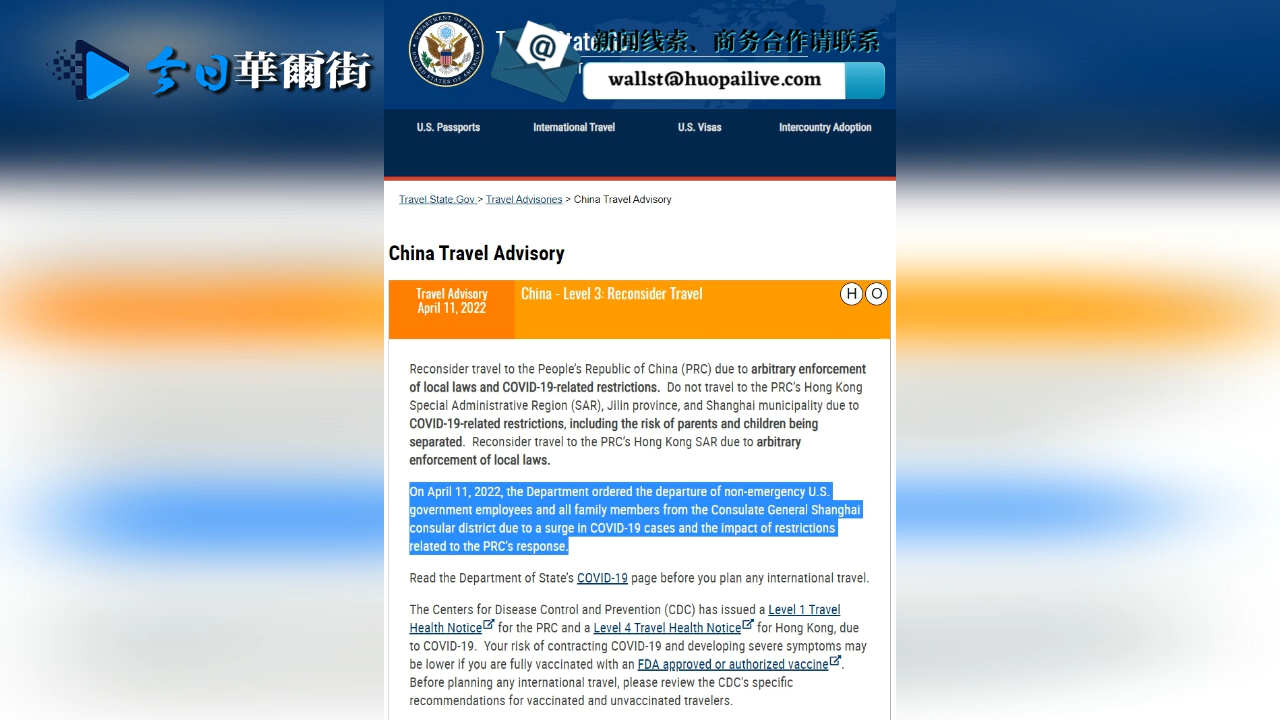 今日華爾街
新闻线索、商务合作请联系
wallst@huopailive.com
U.S. Passports International Travel U.S. Visas Intercountry Adoption
Travel.State.Gov > Travel Advisories > China Travel Advisory
China Travel Advisory
Travel Advisory
April 11, 2022
China - Level 3: Reconsider Travel
H O
Reconsider travel to the People's Republic of China (PRC) due to arbitrary enforcement
of local laws and COVID-19-related restrictions. Do not travel to the PRC's Hong Kong
Special Administrative Region (SAR), Jilin province, and Shanghai municipality due to
COVID-19-related restrictions, including the risk of parents and children being
separated. Reconsider travel to the PRC's Hong Kong SAR due to arbitrary
enforcement of local laws.
On April 11, 2022, the Department ordered the departure of non-emergency U.S.
government employees and all family members from the Consulate General Shanghai
consular district due to a surge in COVID-19 cases and the impact of restrictions
related to the PRC's response.
Read the Department of State's COVID-19 page before you plan any international travel.
The Centers for Disease Control and Prevention (CDC) has issued a Level 1 Travel
Health Notice for the PRC and a Level 4 Travel Health Notice for Hong Kong, due
to COVID-19. Your risk of contracting COVID-19 and developing severe symptoms may
be lower if you are fully vaccinated with an FDA approved or authorized vaccine.
Before planning any international travel, please review the CDC's specific
recommendations for vaccinated and unvaccinated travelers.